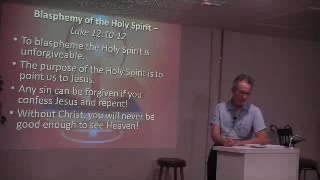 Blasphemy of the Holy Spirit –
Luke 12:10-12
• To blaspheme the Holy Spirit is
unforgiveable.
• The purpose of the Holy Spirit is to
point us to Jesus.
• Any sin can be forgiven if you
confess Jesus and repent!
• Without Christ, you will never be
good enough to see Heaven!